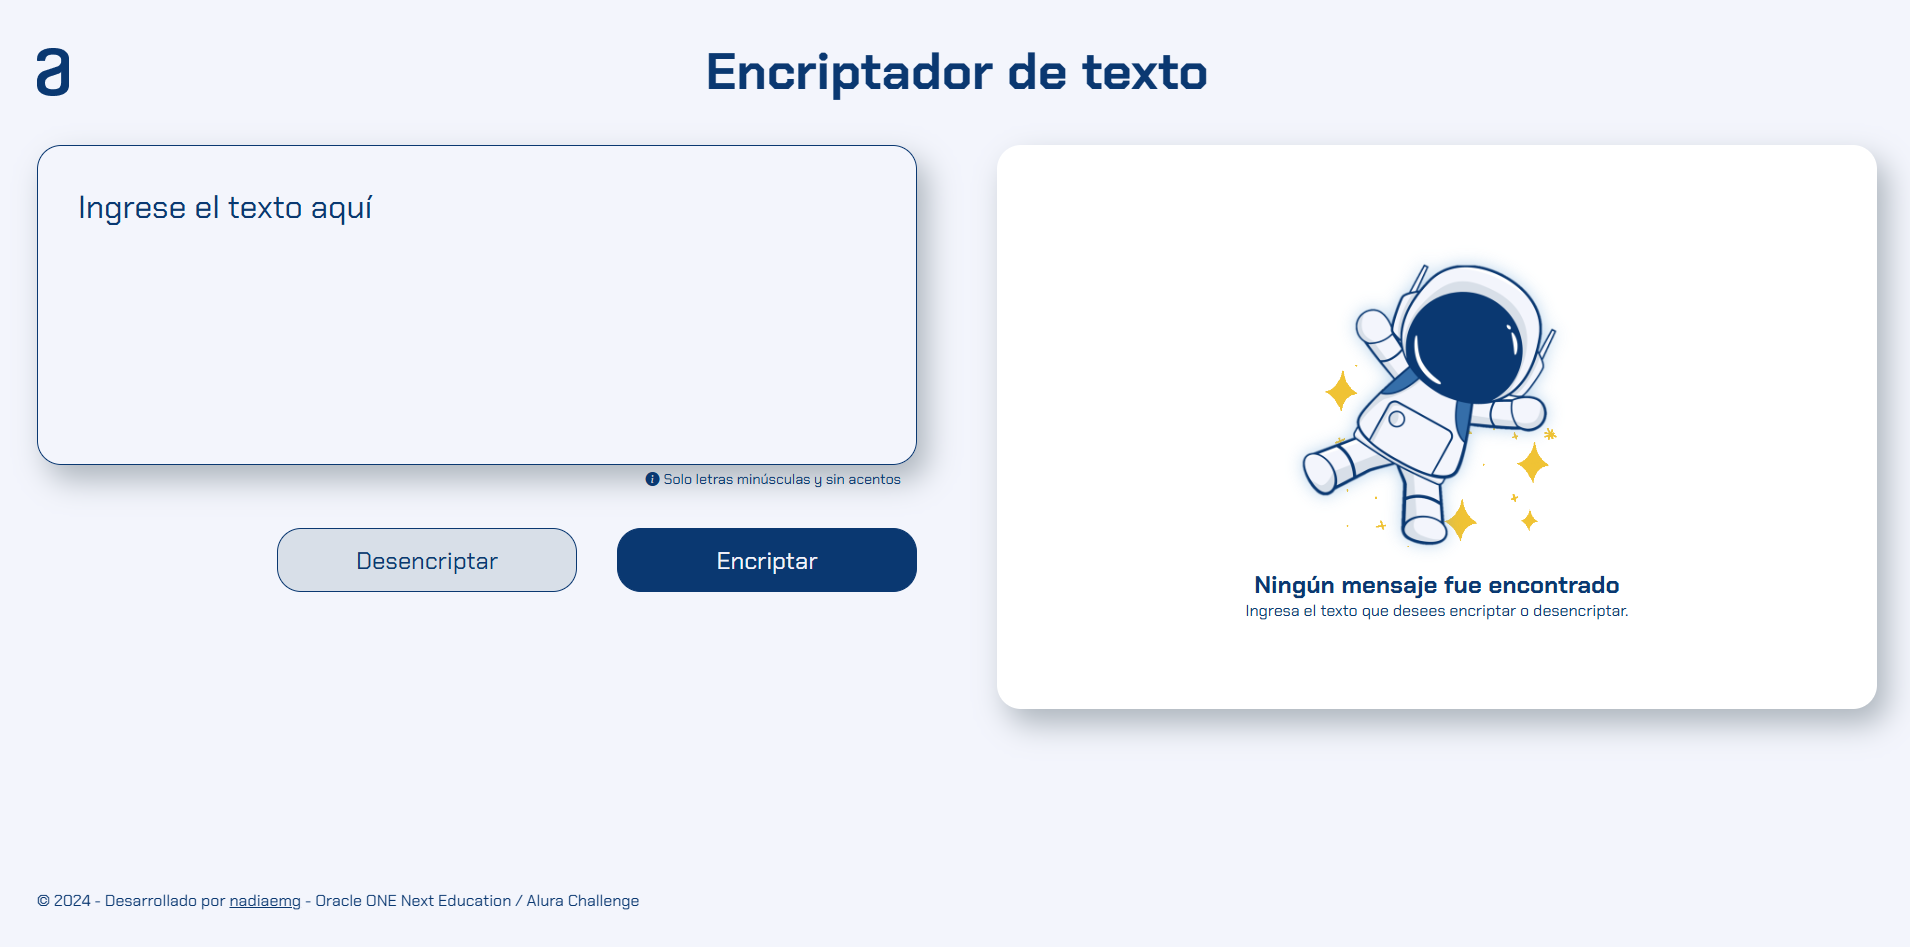 a
Encriptador de texto
Ingrese el texto aquí
Solo letras minúsculas y sin acentos
Desencriptar
Encriptar
Ningún mensaje fue encontrado
Ingresa el texto que desees encriptar o desencriptar.
© 2024 - Desarrollado por nadiaemg - Oracle ONE Next Education / Alura Challenge